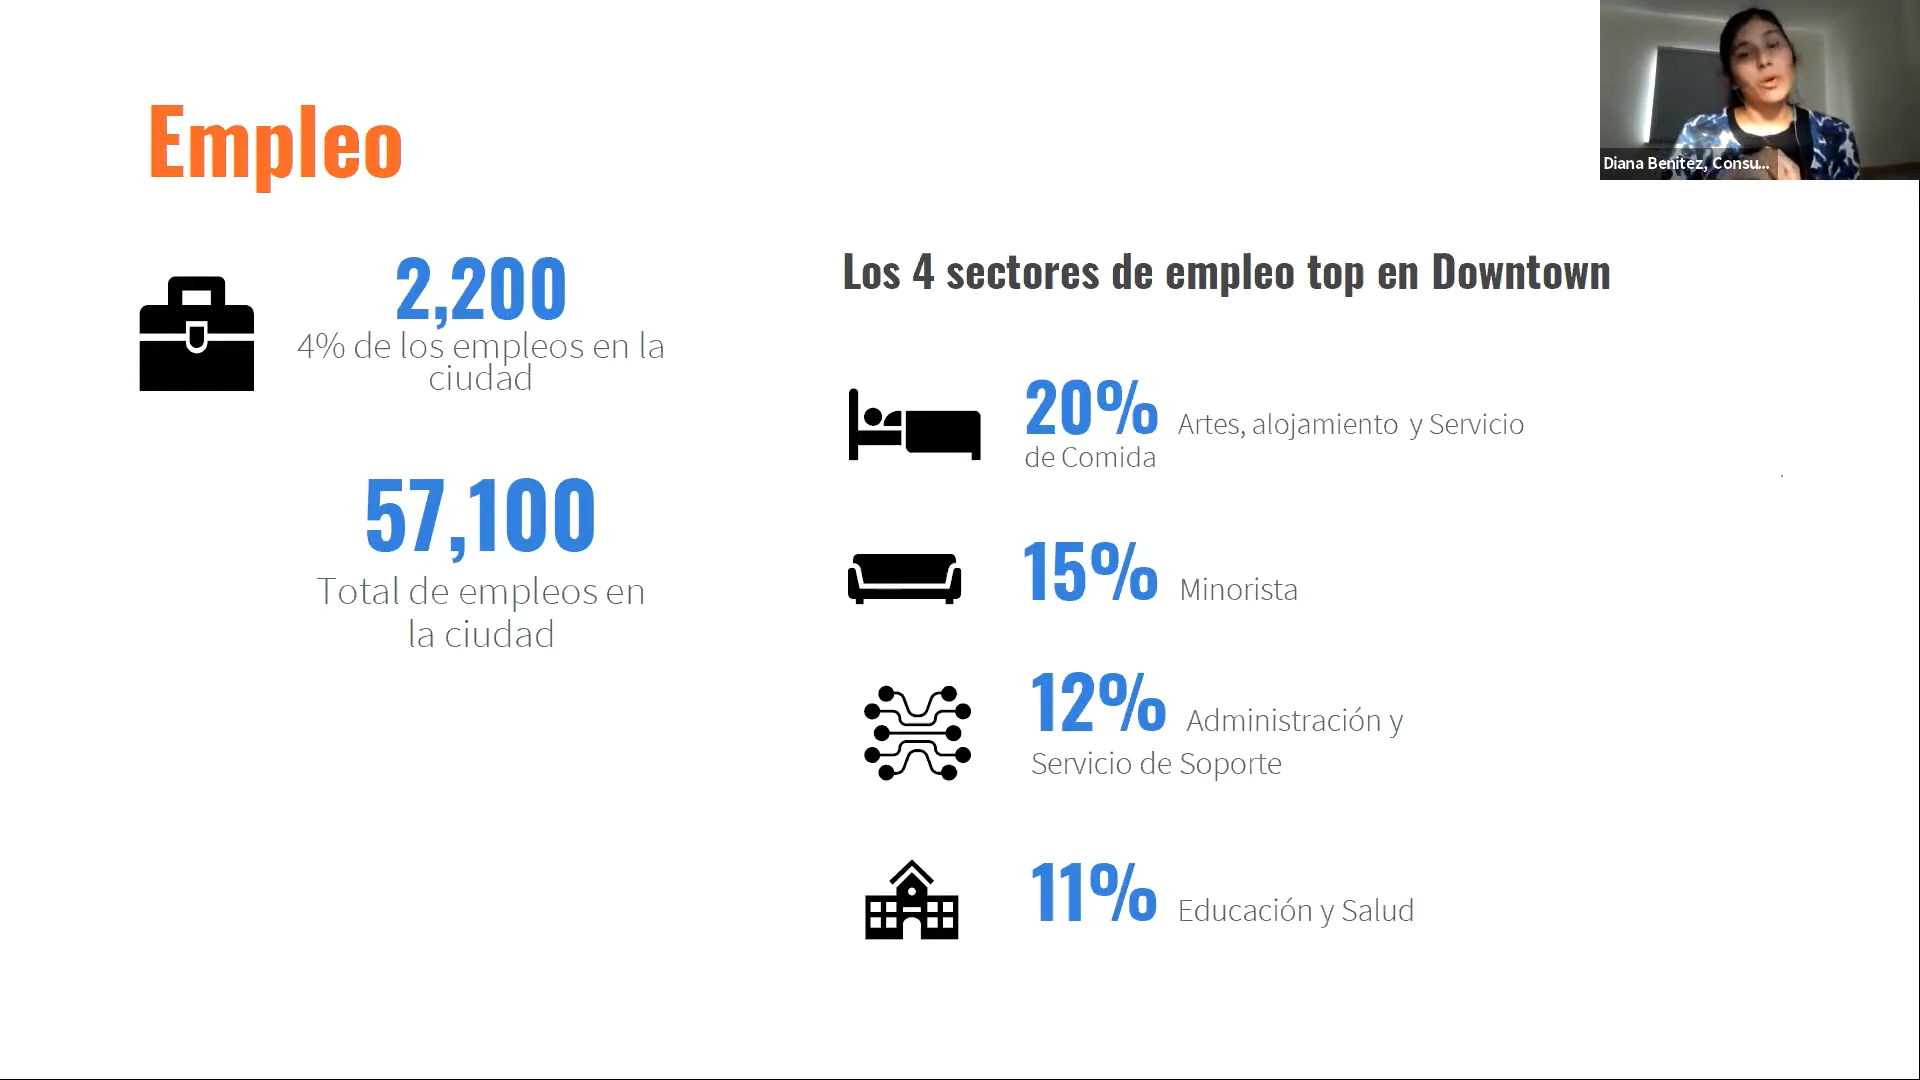 Empleo
2,200
4% de los empleos en la
ciudad
57,100
Total de empleos en
la ciudad
Los 4 sectores de empleo top en Downtown
20% Artes, alojamiento y Servicio
de Comida
15% Minorista
12% Administración y
Servicio de Soporte
11% Educación y Salud
Diana Benitez, Consu...